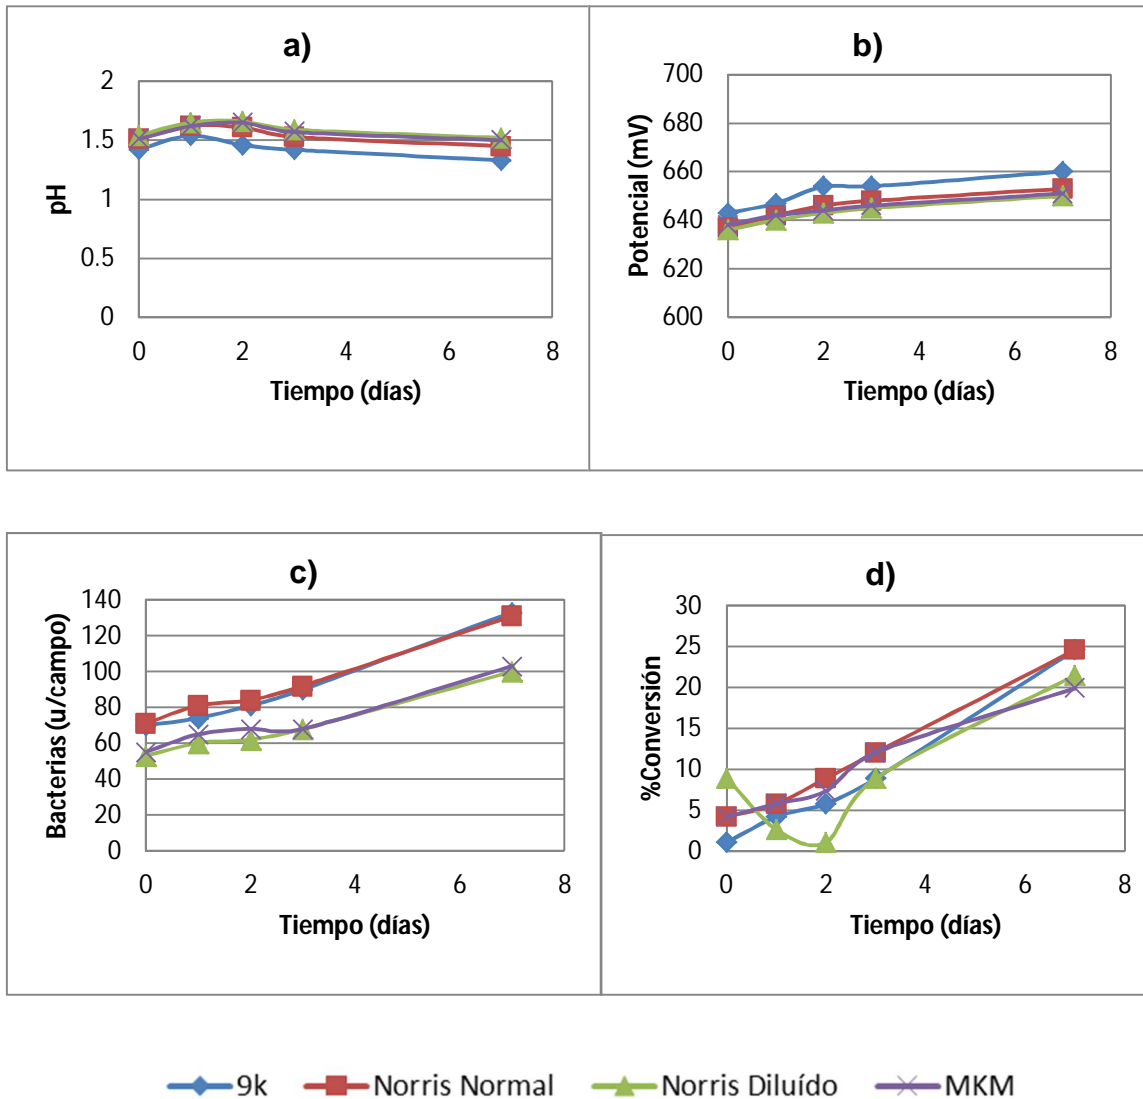 a)
2
1.5
1
0.5
0
pH
0 2 4 6 8
Tiempo (días)
b)
700
680
660
640
620
600
Potencial (mV)
0 2 4 6 8
Tiempo (días)
c)
140
120
100
80
60
40
20
0
Bacterias (u/campo)
0 2 4 6 8
Tiempo (días)
d)
30
25
20
15
10
5
0
%Conversión
0 2 4 6 8
Tiempo (días)
9k Norris Normal Norris Diluído MKM